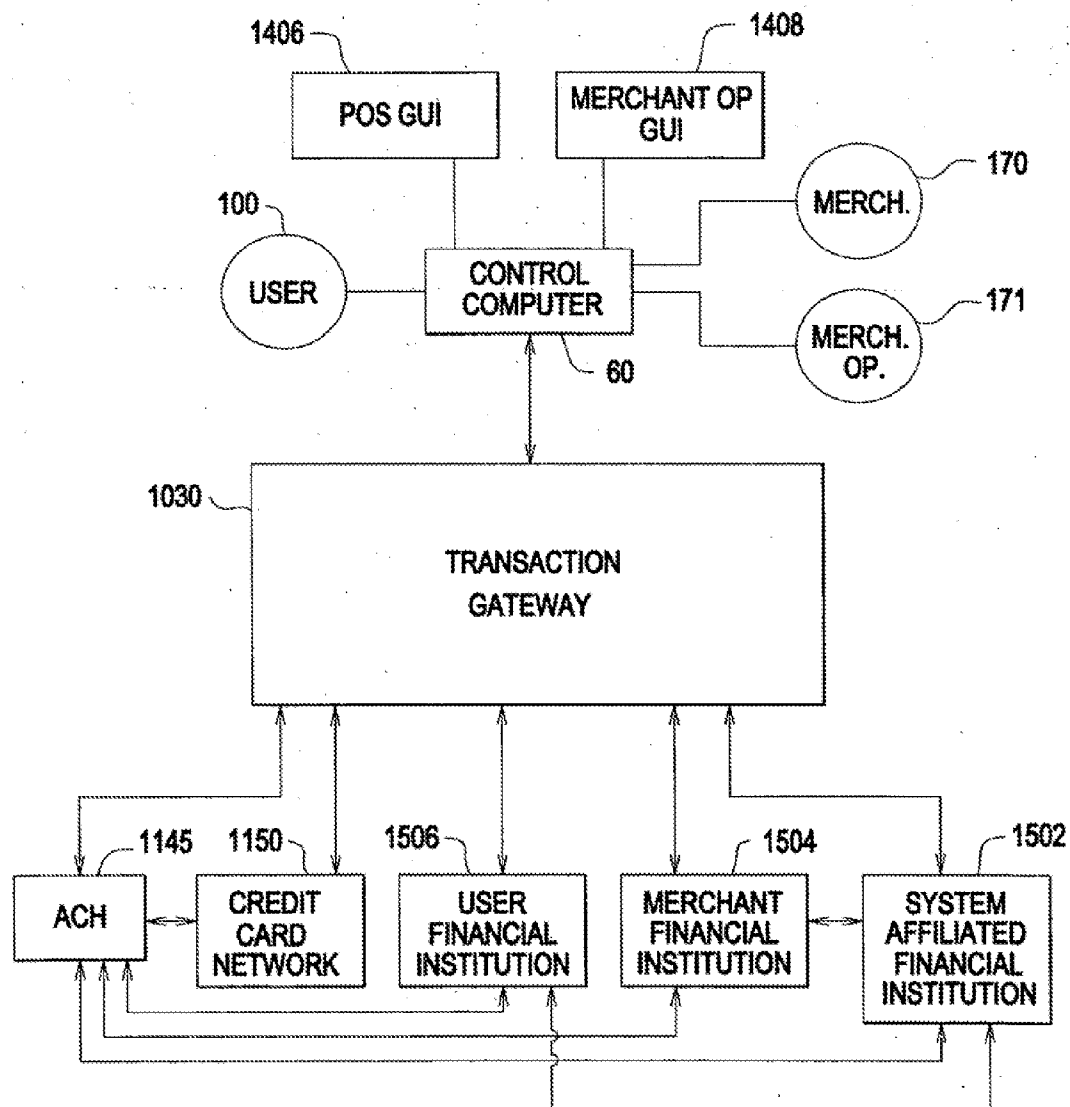 1406
1408
POS GUI
MERCHANT OP
GUI
170
MERCH.
100
USER
CONTROL
COMPUTER
171
MERCH.
OP.
60
1030
TRANSACTION
GATEWAY
1145
1150
1506
1504
1502
ACH
CREDIT
CARD
NETWORK
USER
FINANCIAL
INSTITUTION
MERCHANT
FINANCIAL
INSTITUTION
SYSTEM
AFFILIATED
FINANCIAL
INSTITUTION